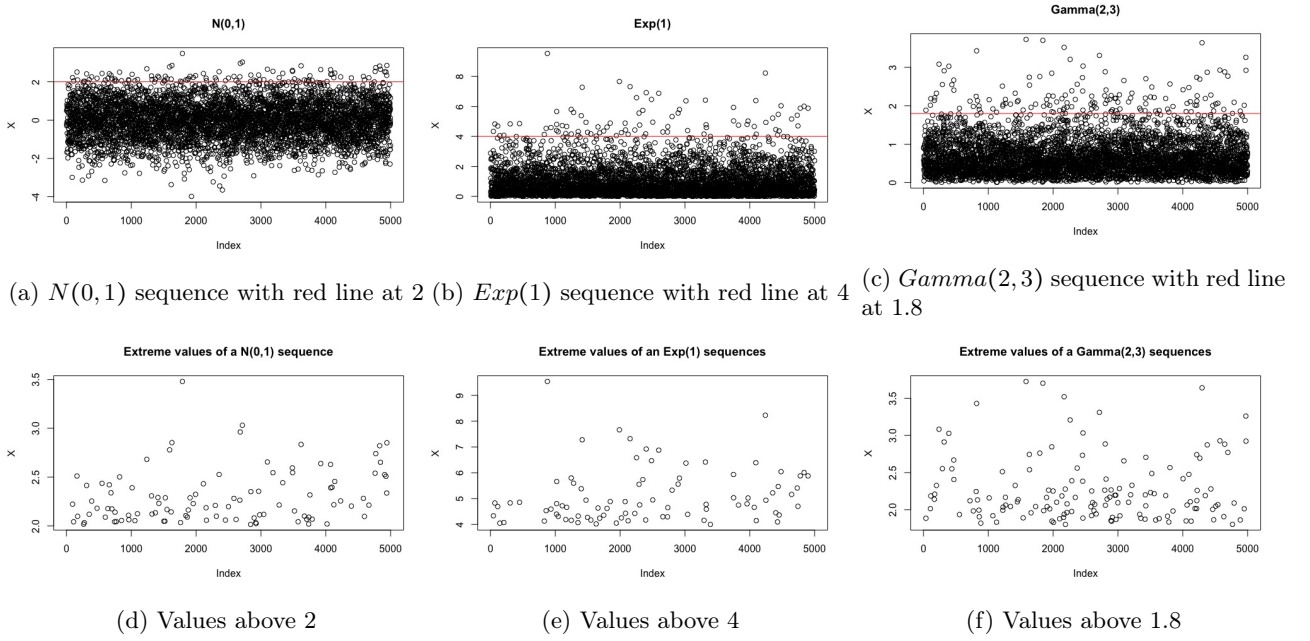 N(0,1)
X
2
0
-2
-4
0 1000 2000 3000 4000 5000
Index
Exp(1)
X
8
6
4
2
0
0 1000 2000 3000 4000 5000
Index
Gamma(2,3)
X
3
2
1
0
0 1000 2000 3000 4000 5000
Index
(a) N(0, 1) sequence with red line at 2
(b) Exp(1) sequence with red line at 4
(c) Gamma(2, 3) sequence with red line
at 1.8
Extreme values of a N(0,1) sequence
X
3.5
3.0
2.5
2.0
0 1000 2000 3000 4000 5000
Index
Extreme values of an Exp(1) sequences
X
9
8
7
6
5
4
0 1000 2000 3000 4000 5000
Index
Extreme values of a Gamma(2,3) sequences
X
3.5
3.0
2.5
2.0
0 1000 2000 3000 4000 5000
Index
(d) Values above 2
(e) Values above 4
(f) Values above 1.8